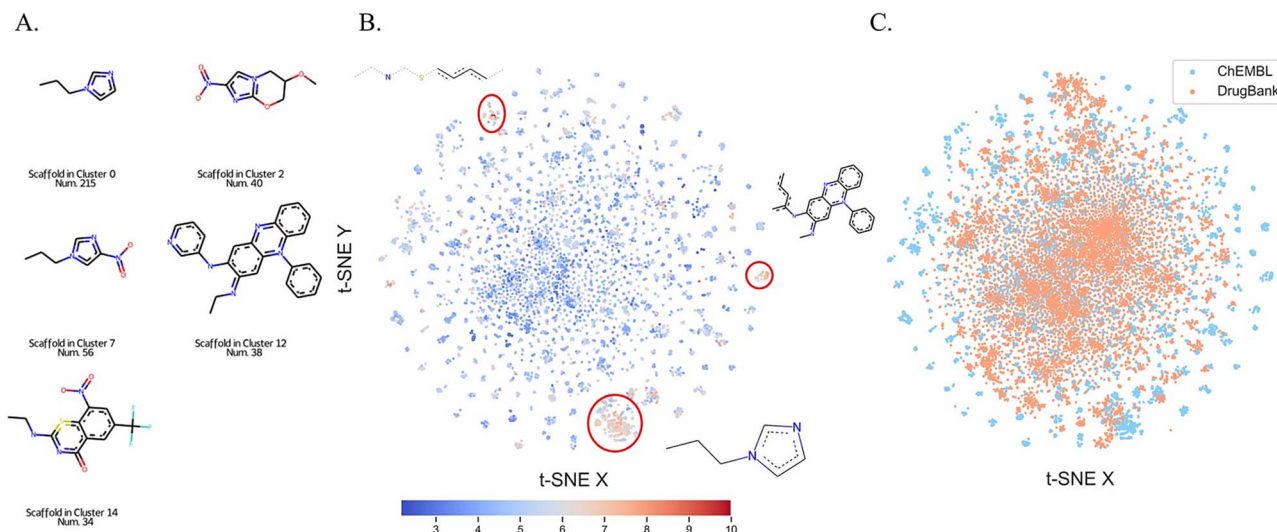 A.
B.
C.
Scaffold in Cluster 0
Num. 215
Scaffold in Cluster 2
Num. 40
Scaffold in Cluster 7
Num. 56
Scaffold in Cluster 12
Num. 38
Scaffold in Cluster 14
Num. 34
t-SNE Y
t-SNE X
3 4 5 6 7 8 9 10
ChEMBL
DrugBank
t-SNE X